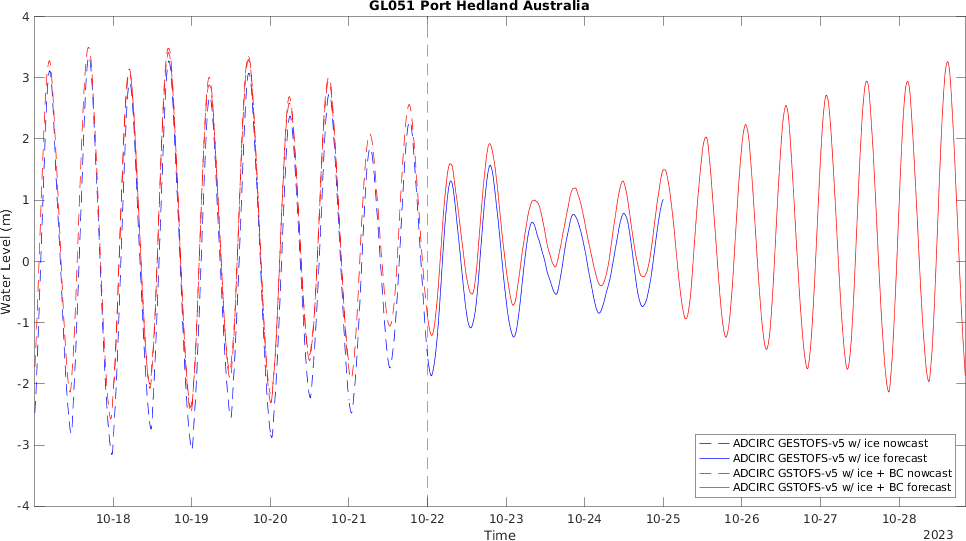 GL051 Port Hedland Australia
4
3
2
1
0
-1
-2
-3
-4
Water Level (m)
10-18 10-19 10-20 10-21 10-22 10-23 10-24 10-25 10-26 10-27 10-28
Time
2023
ADCIRC GESTOFS-v5 w/ ice nowcast
ADCIRC GESTOFS-v5 w/ ice forecast
ADCIRC GSTOFS-v5 w/ ice + BC nowcast
ADCIRC GSTOFS-v5 w/ ice + BC forecast